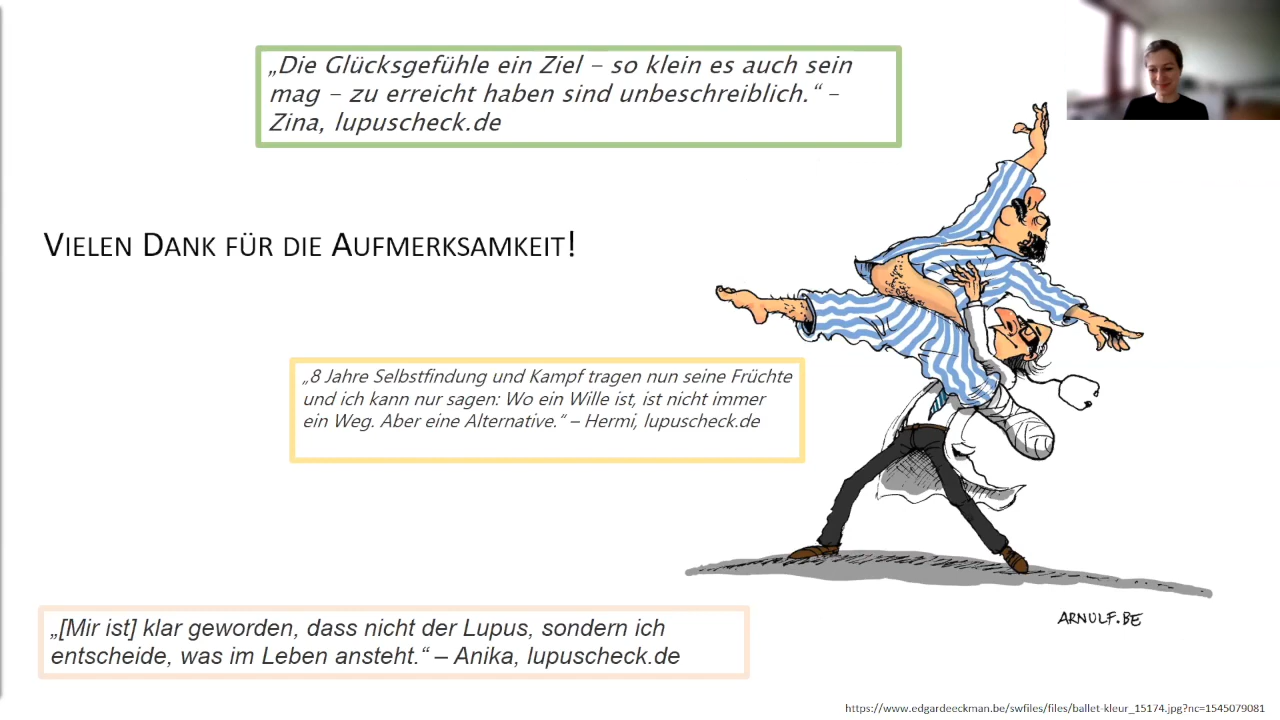 „Die Glücksgefühle ein Ziel – so klein es auch sein
mag – zu erreicht haben sind unbeschreiblich.“ –
Zina, lupuscheck.de
Vielen Dank für die Aufmerksamkeit!
„8 Jahre Selbstfindung und Kampf tragen nun seine Früchte
und ich kann nur sagen: Wo ein Wille ist, ist nicht immer
ein Weg. Aber eine Alternative.“ – Hermi, lupuscheck.de
„[Mir ist] klar geworden, dass nicht der Lupus, sondern ich
entscheide, was im Leben ansteht.“ – Anika, lupuscheck.de
ARNULF.BE
https://www.edgardeeckman.be/swfiles/files/ballet-kleur_15174.jpg?nc=1545079081